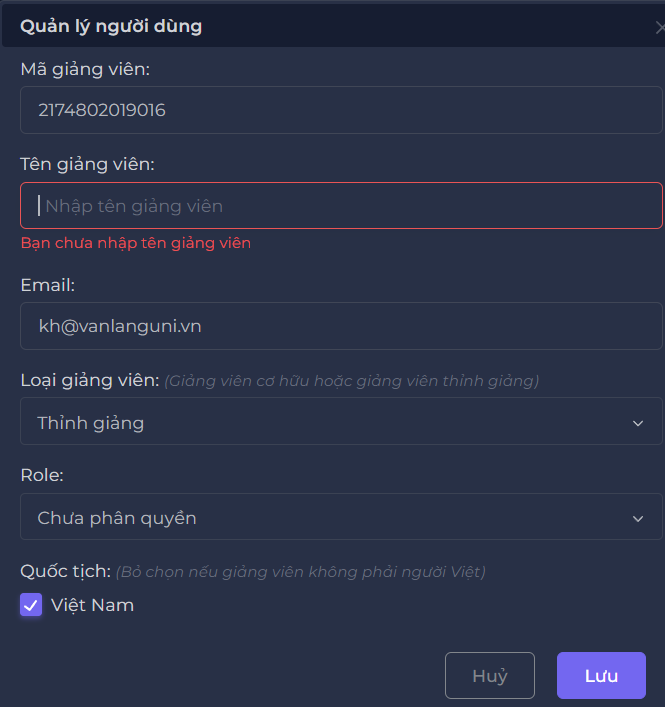 Quản lý người dùng
Mã giảng viên:
2174802019016
Tên giảng viên:
Nhập tên giảng viên
Bạn chưa nhập tên giảng viên
Email:
kh@vanlanguni.vn
Loại giảng viên: (Giảng viên cơ hữu hoặc giảng viên thỉnh giảng)
Thỉnh giảng
Role:
Chưa phân quyền
Quốc tịch: (Bỏ chọn nếu giảng viên không phải người Việt)
Việt Nam
Huỷ Lưu